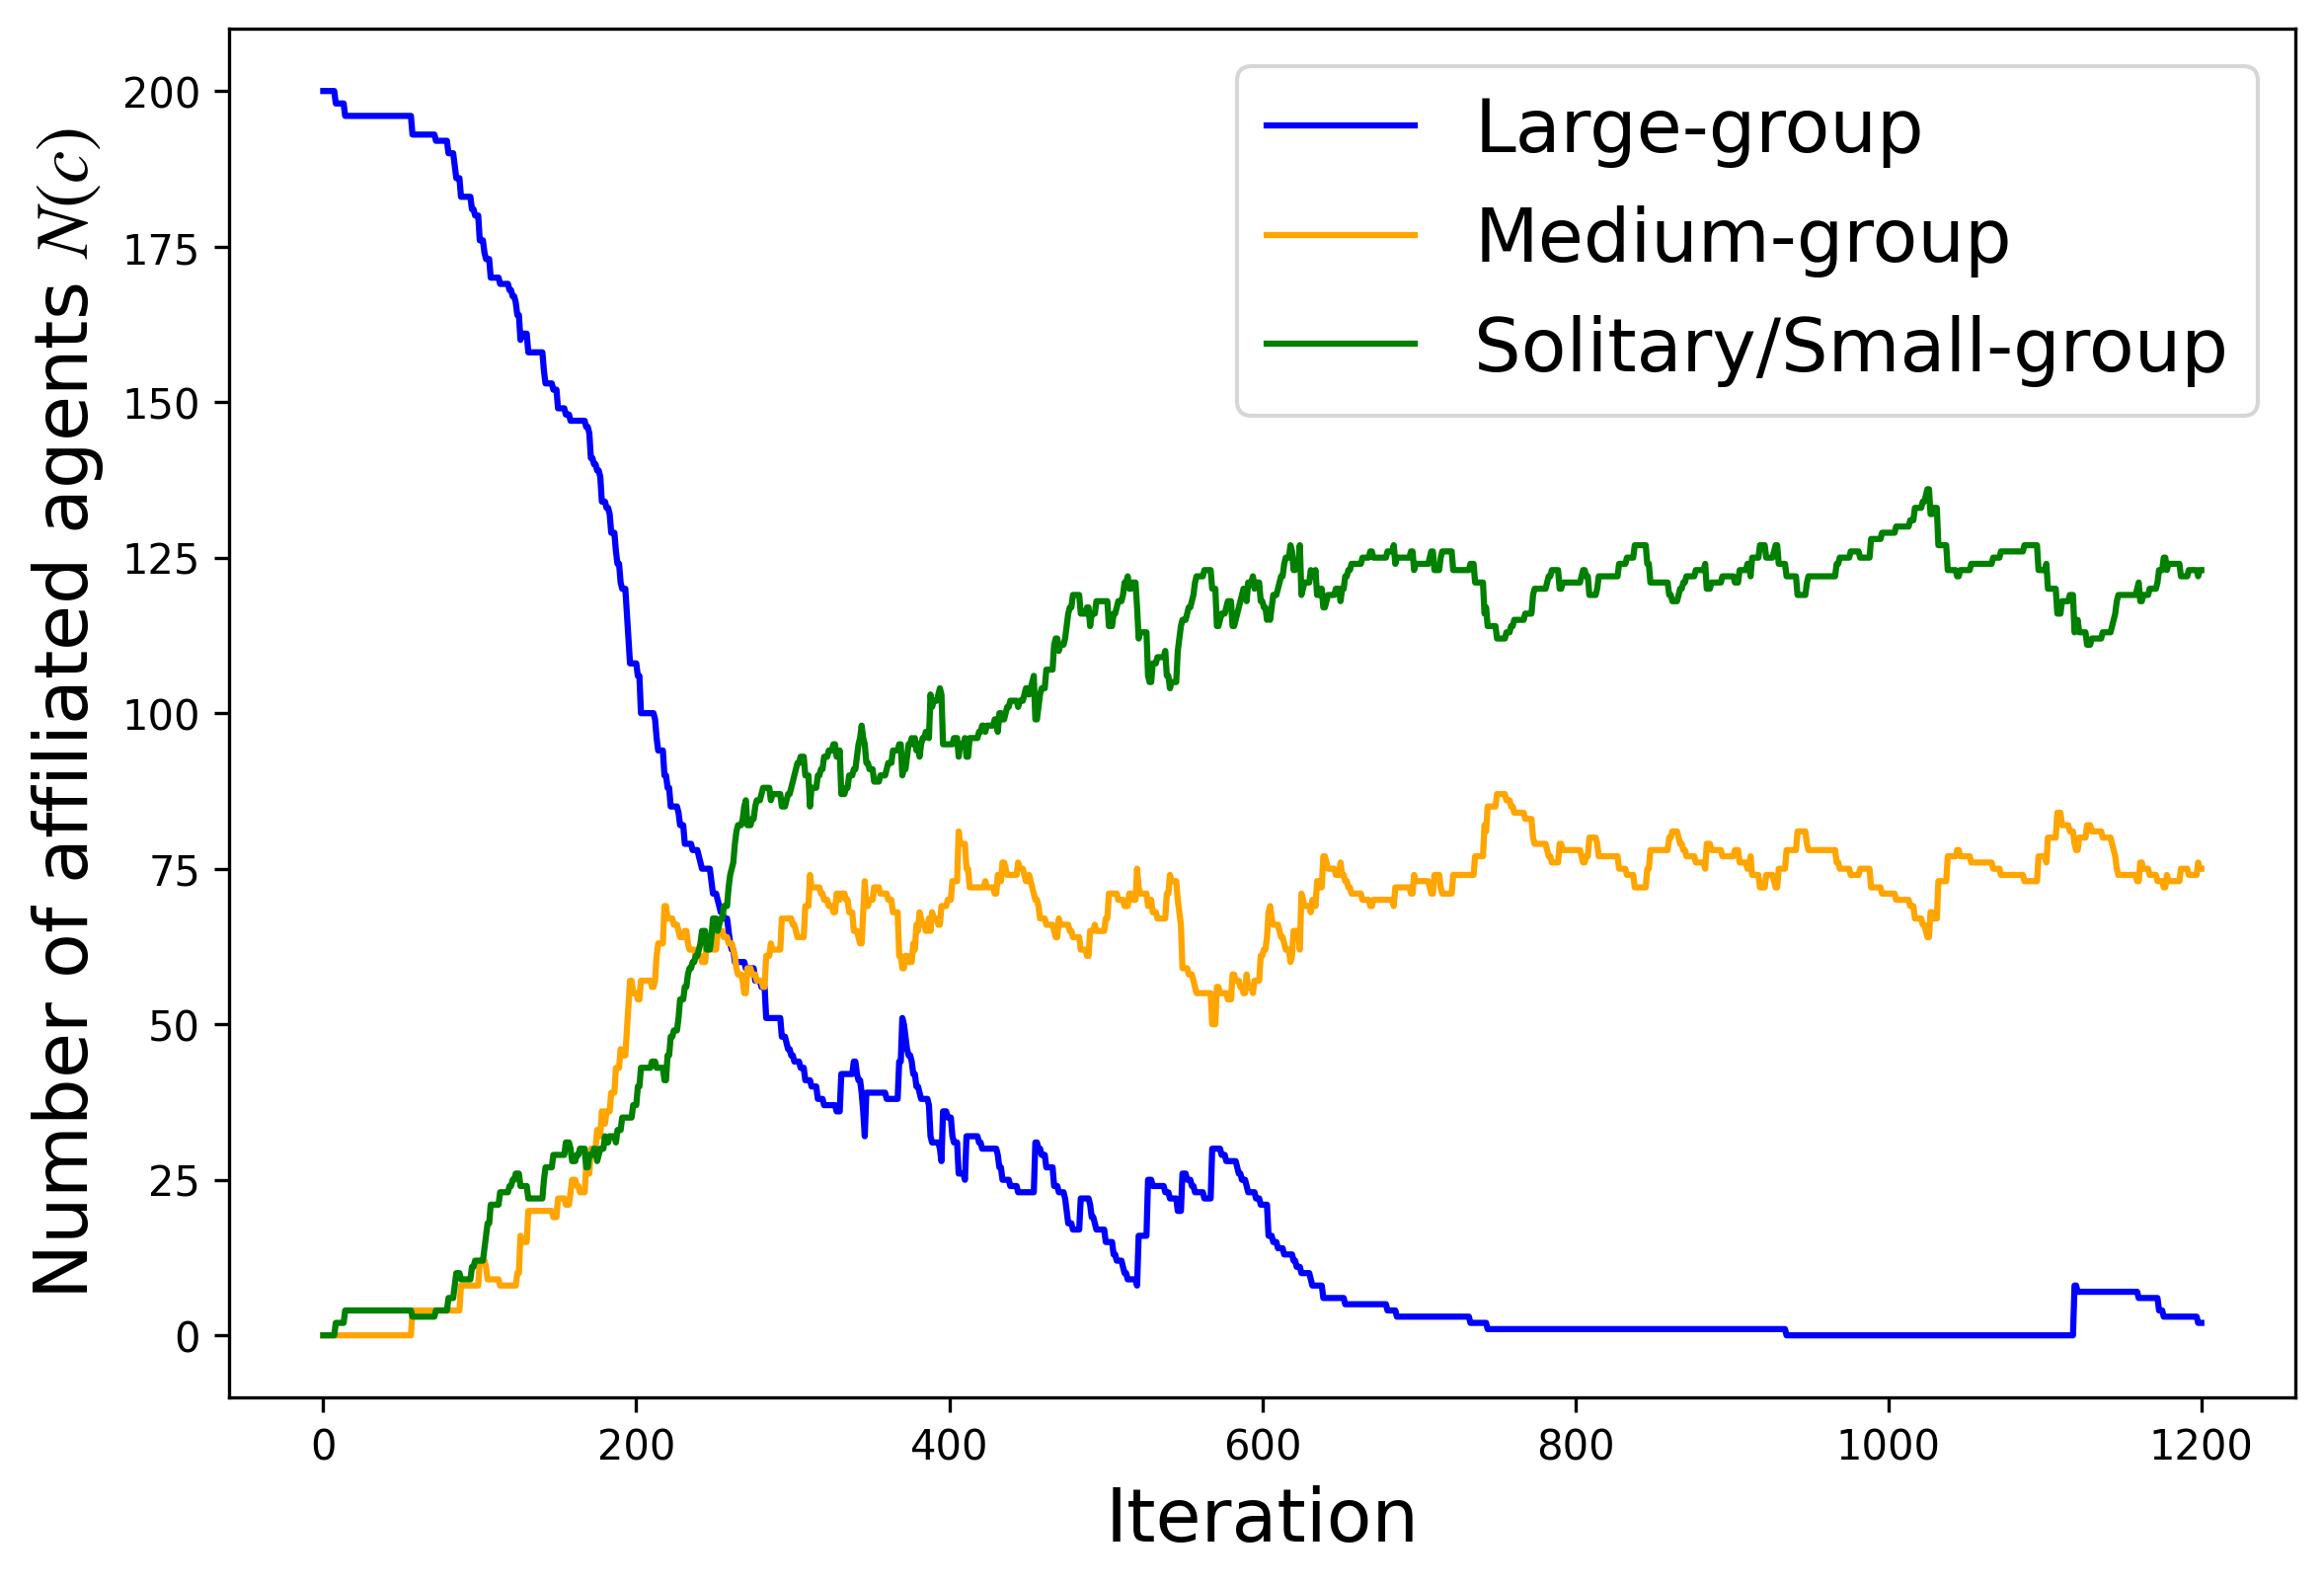 Number of affiliated agents N(c)
200
175
150
125
100
75
50
25
0
Large-group
Medium-group
Solitary/Small-group
0 200 400 600 800 1000 1200
Iteration